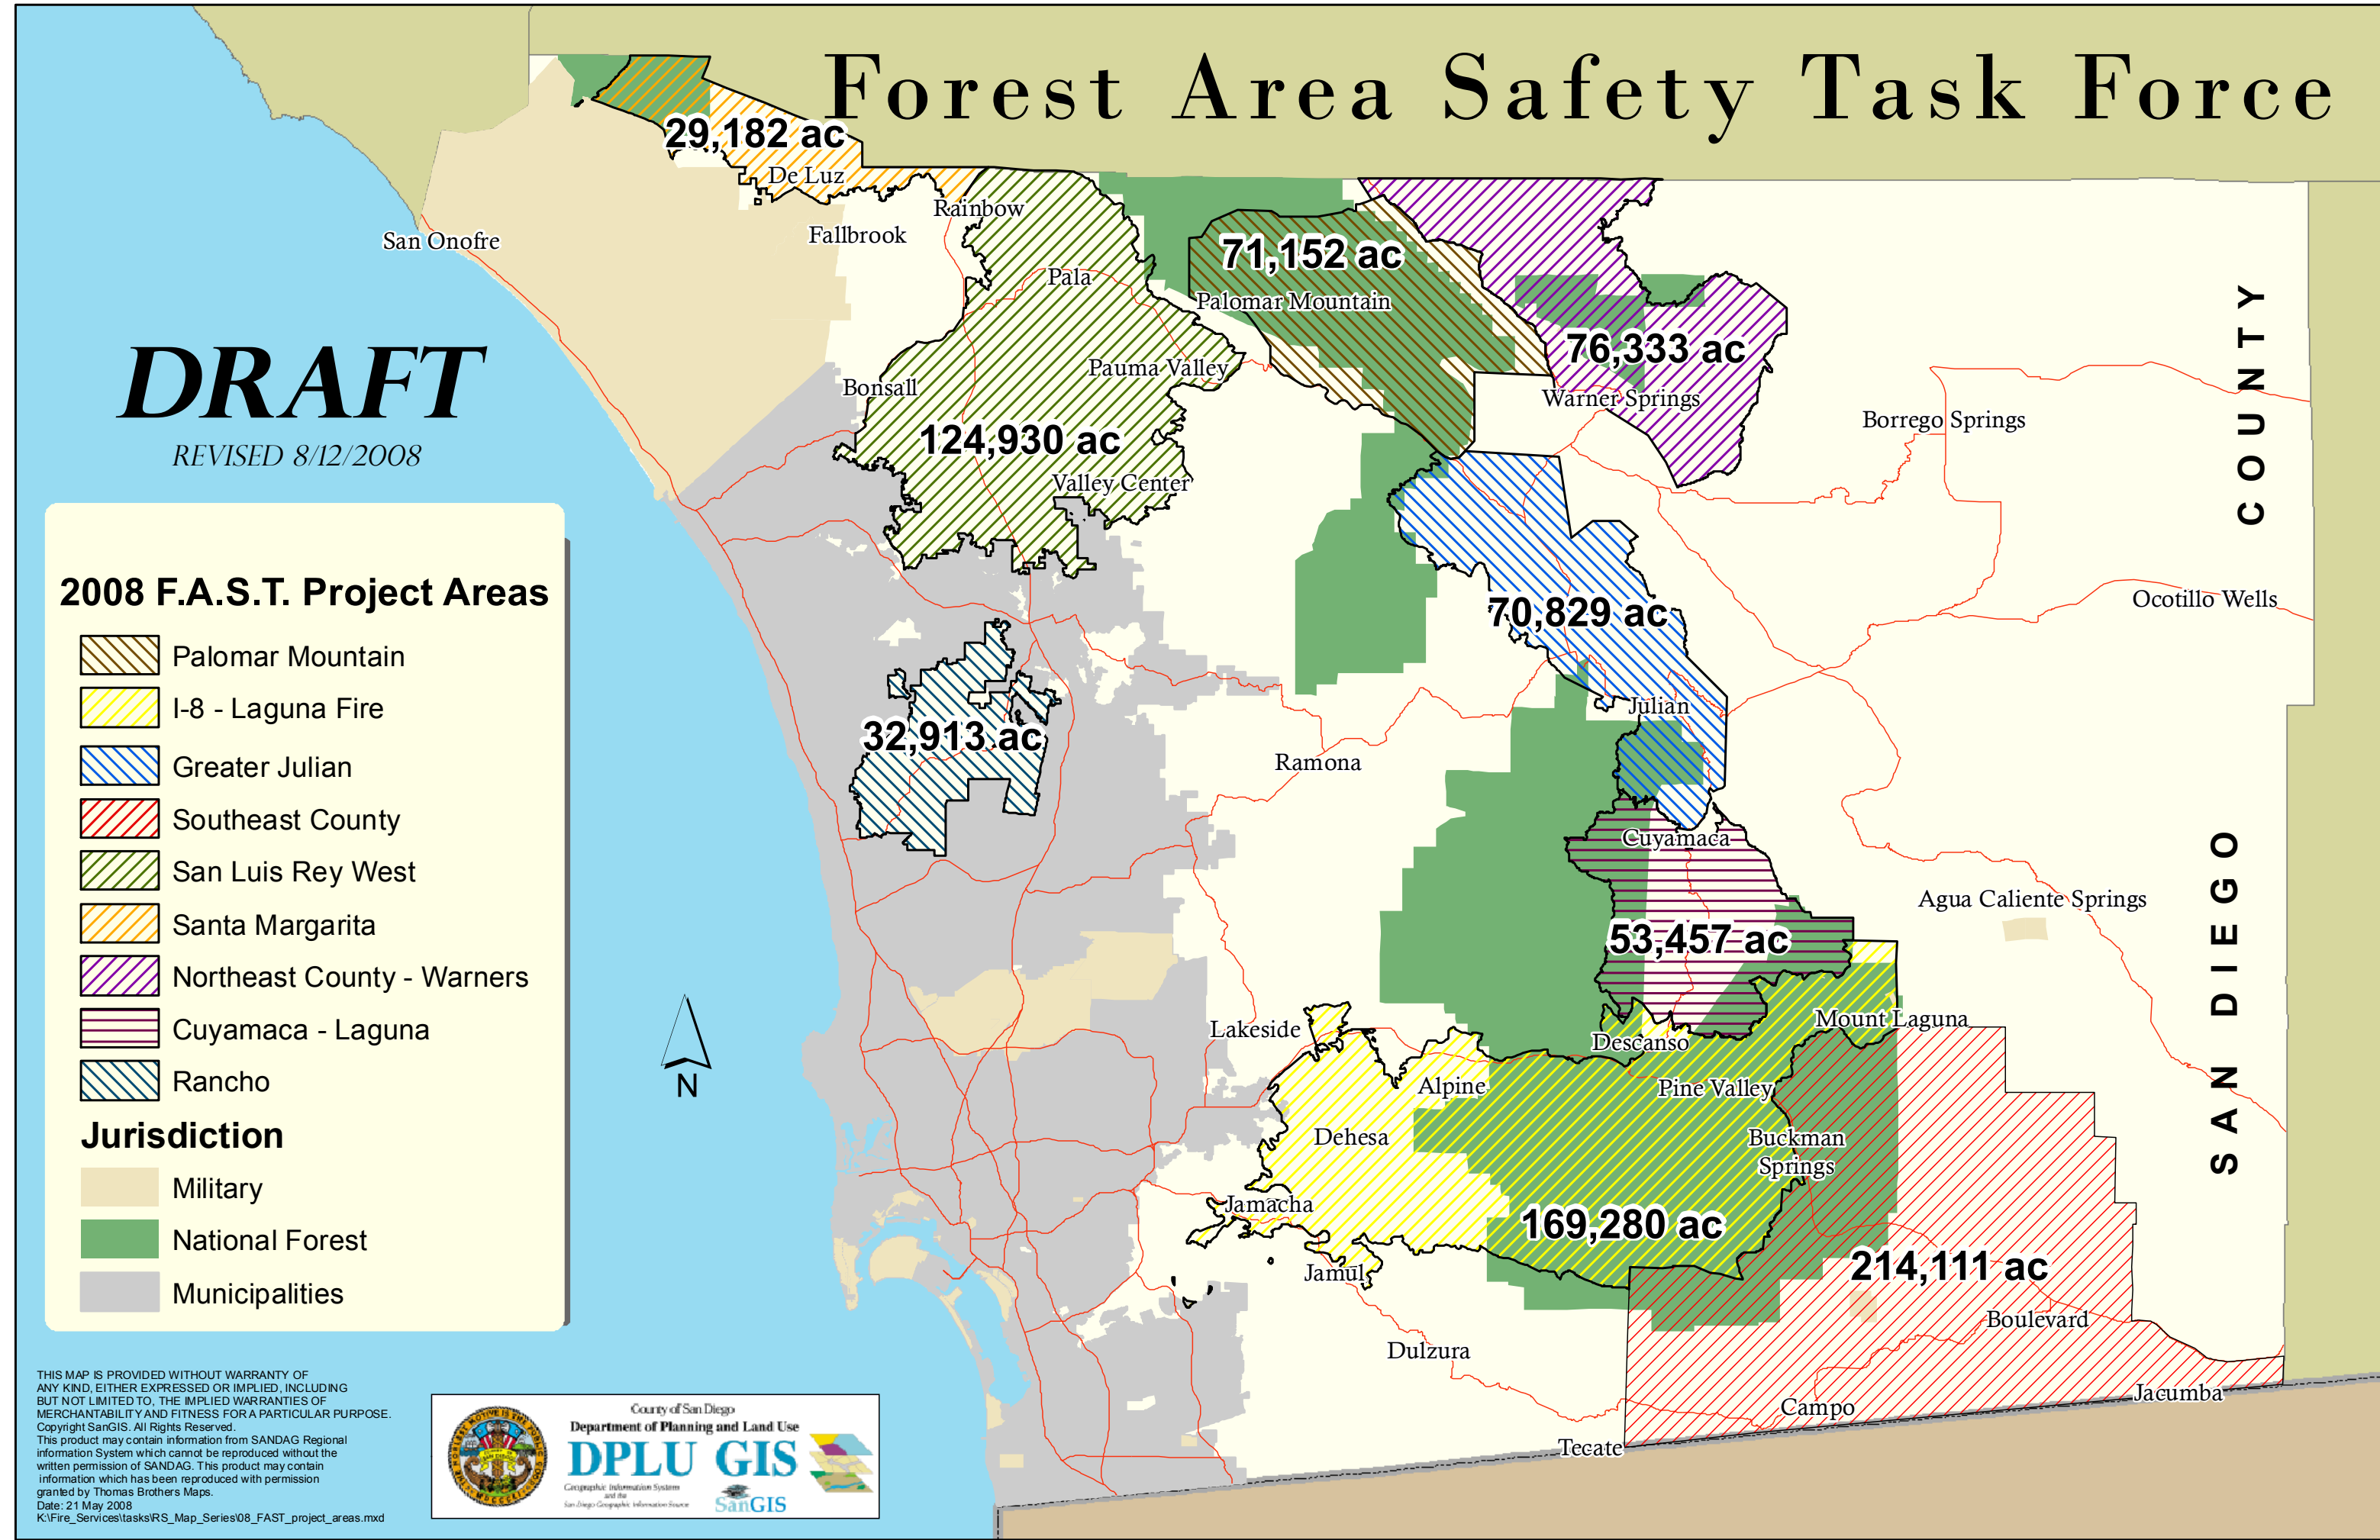 Forest Area Safety Task Force
29,182 ac
De Luz
Rainbow
Fallbrook
San Onofre
71,152 ac
Pala
Palomar Mountain
76,333 ac
Pauma Valley
Bonsall
Warner Springs
Borrego Springs
124,930 ac
Valley Center
COUNTY
SAN DIEGO
DRAFT
REVISED 8/12/2008
70,829 ac
Ocotillo Wells
Julian
32,913 ac
Ramona
Cuyamaca
Agua Caliente Springs
53,457 ac
Mount Laguna
Lakeside
Descanso
Alpine
Pine Valley
Dehesa
Buckman
Springs
Jamacha
169,280 ac
Jamul
214,111 ac
Boulevard
Dulzura
Jacumba
Campo
Tecate
N
2008 F.A.S.T. Project Areas
Palomar Mountain
I-8 - Laguna Fire
Greater Julian
Southeast County
San Luis Rey West
Santa Margarita
Northeast County - Warners
Cuyamaca - Laguna
Rancho
Jurisdiction
Military
National Forest
Municipalities
THIS MAP IS PROVIDED WITHOUT WARRANTY OF
ANY KIND, EITHER EXPRESSED OR IMPLIED, INCLUDING
BUT NOT LIMITED TO, THE IMPLIED WARRANTIES OF
MERCHANTABILITY AND FITNESS FOR A PARTICULAR PURPOSE.
Copyright SanGIS. All Rights Reserved.
This product may contain information from SANDAG Regional
information System which cannot be reproduced without the
written permission of SANDAG. This product may contain
information which has been reproduced with permission
granted by Thomas Brothers Maps.
Date: 21 May 2008
K:\Fire_Services\tasks\RS_Map_Series\08_FAST_project_areas.mxd
County of San Diego
Department of Planning and Land Use
DPLU GIS
Geographic Information System
and the
San Diego Geographic Information Source
SanGIS